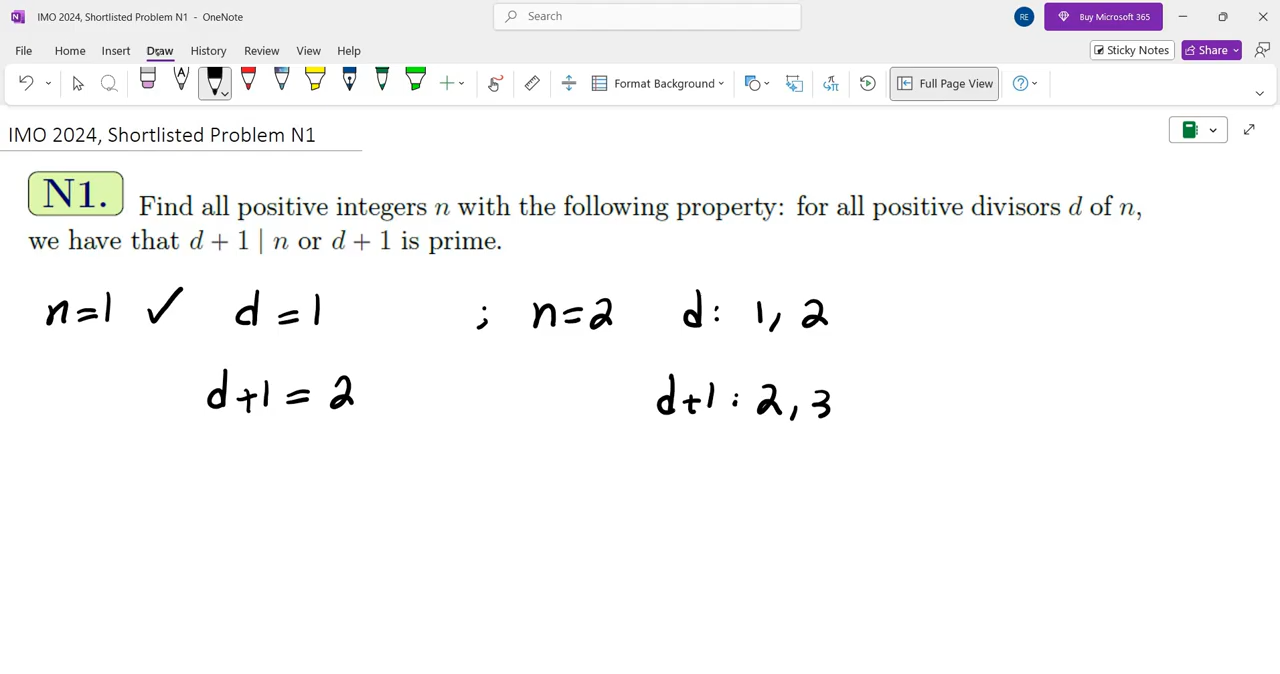 IMO 2024, Shortlisted Problem N1 - OneNote
Search
RE
Buy Microsoft 365
File Home Insert Draw History Review View Help
Sticky Notes
Share
Format Background
Full Page View
IMO 2024, Shortlisted Problem N1
N1. Find all positive integers n with the following property: for all positive divisors d of n,
we have that d + 1 | n or d + 1 is prime.
n=1 ✓ d = 1 ; n=2 d: 1, 2
d+1 = 2 d+1: 2, 3